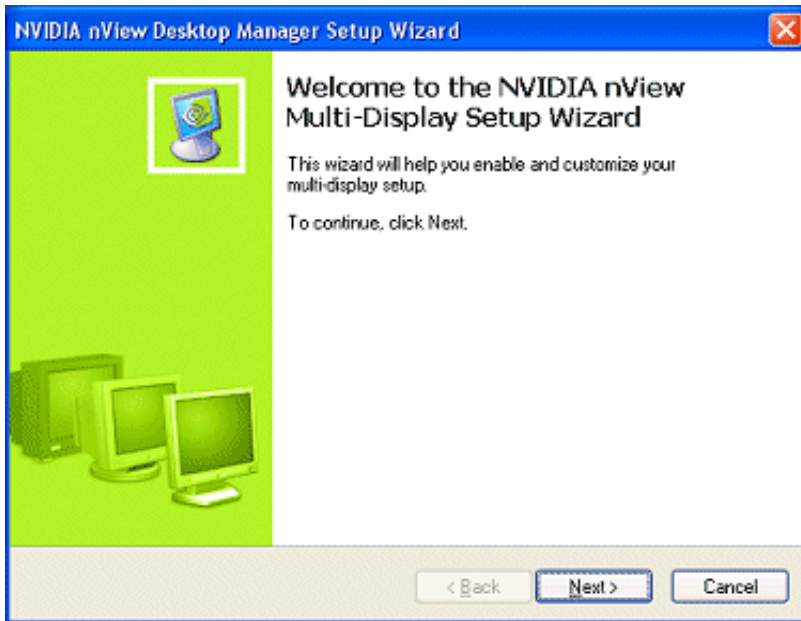 NVIDIA nView Desktop Manager Setup Wizard
Welcome to the NVIDIA nView
Multi-Display Setup Wizard
This wizard will help you enable and customize your
multi-display setup.
To continue, click Next.
< Back
Next >
Cancel